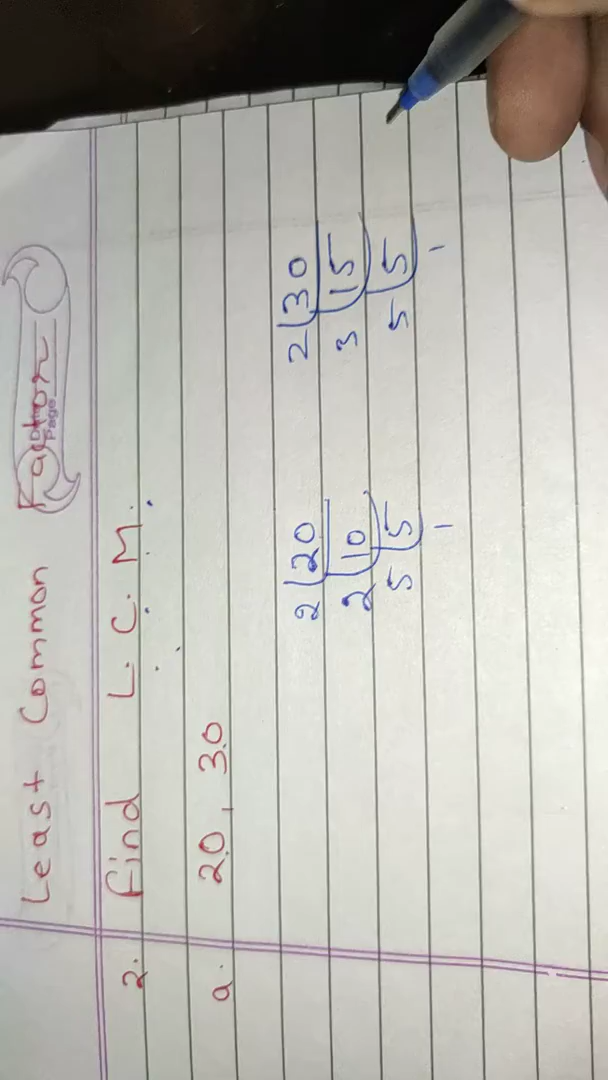 Least Common Factor
Page
2. Find L.C.M.
a. 20, 30
2 20 2 30
2 10 3 15
5 5 5 5
1 1